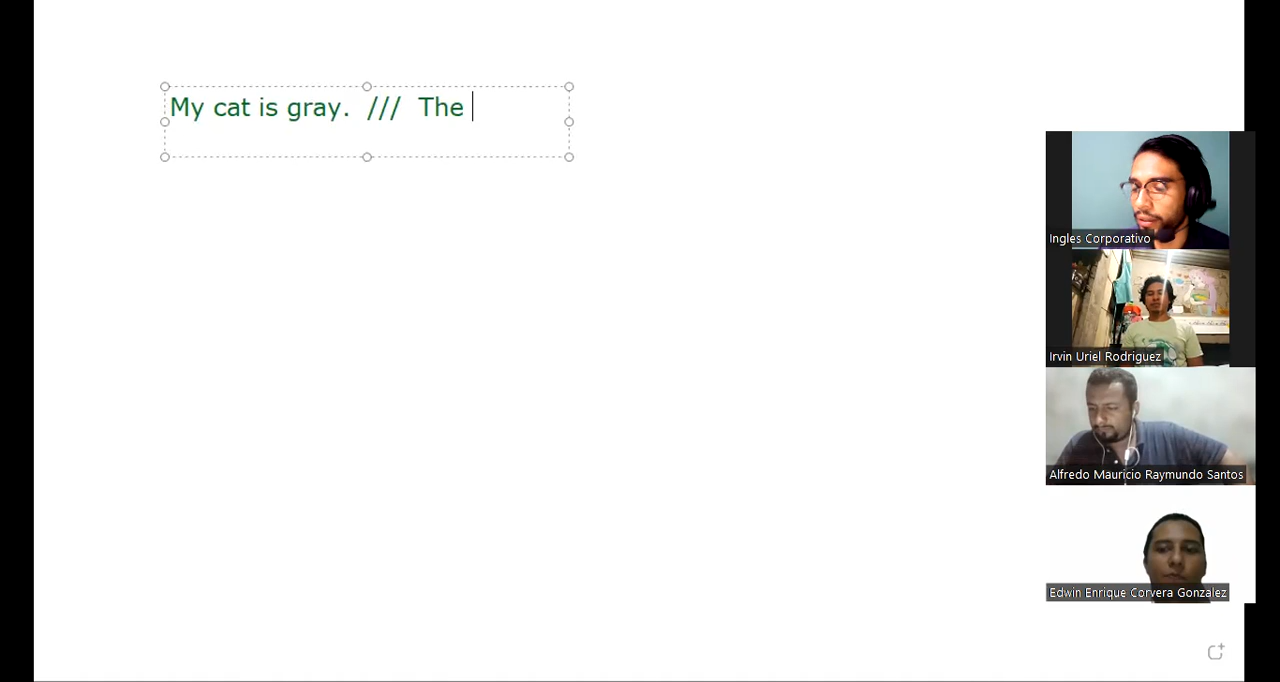 My cat is gray.  ///  The
Ingles Corporativo
Irvin Uriel Rodriguez
Alfredo Mauricio Raymundo Santos
Edwin Enrique Corvera Gonzalez